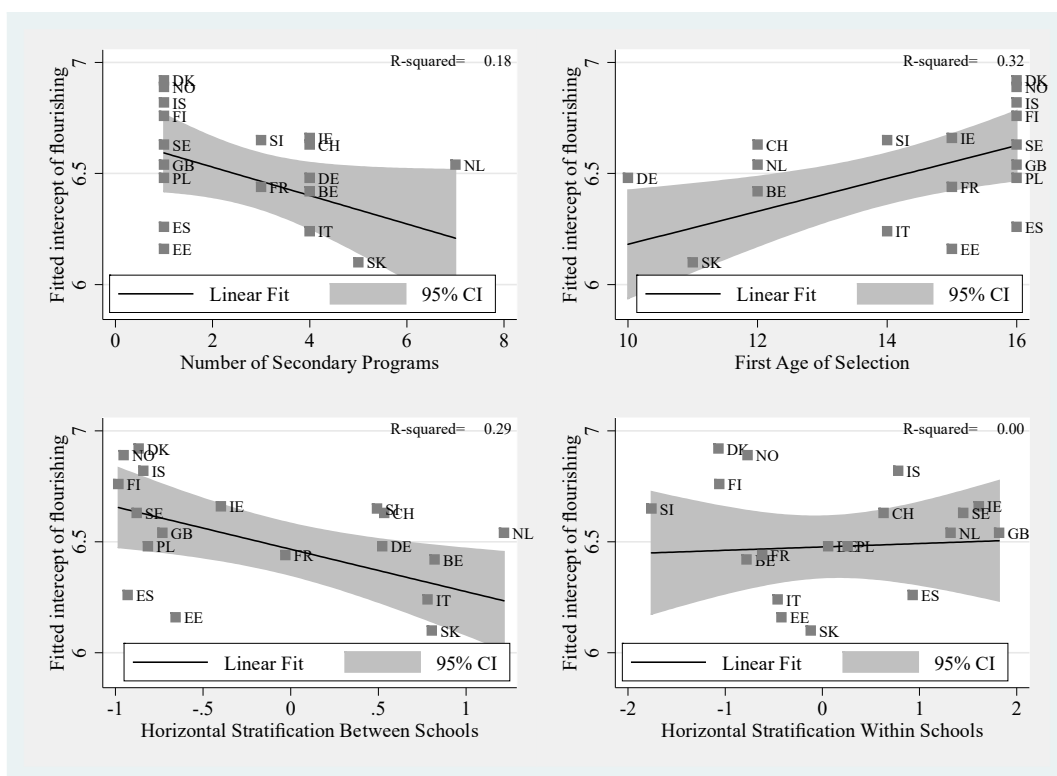 R-squared= 0.18
Fitted intercept of flourishing
7
6.5
6
DK
NO
IS
FI
SE
GB
PL
ES
EE
SI
FR
IE
CH
DE
BE
IT
SK
NL
Linear Fit 95% CI
0 2 4 6 8
Number of Secondary Programs
R-squared= 0.32
Fitted intercept of flourishing
7
6.5
6
DE
SK
CH
NL
BE
SI
IT
IE
FR
EE
DK
NO
IS
FI
SE
GB
PL
ES
Linear Fit 95% CI
10 12 14 16
First Age of Selection
R-squared= 0.29
Fitted intercept of flourishing
7
6.5
6
DK
NO
IS
FI
SE
GB
PL
ES
EE
IE
FR
SI
CH
DE
BE
IT
SK
NL
Linear Fit 95% CI
-1 -.5 0 .5 1
Horizontal Stratification Between Schools
R-squared= 0.00
Fitted intercept of flourishing
7
6.5
6
DK
NO
FI
SI
IS
CH
IE
SE
NL
GB
PL
FR
BE
IT
EE
SK
ES
Linear Fit 95% CI
-2 -1 0 1 2
Horizontal Stratification Within Schools